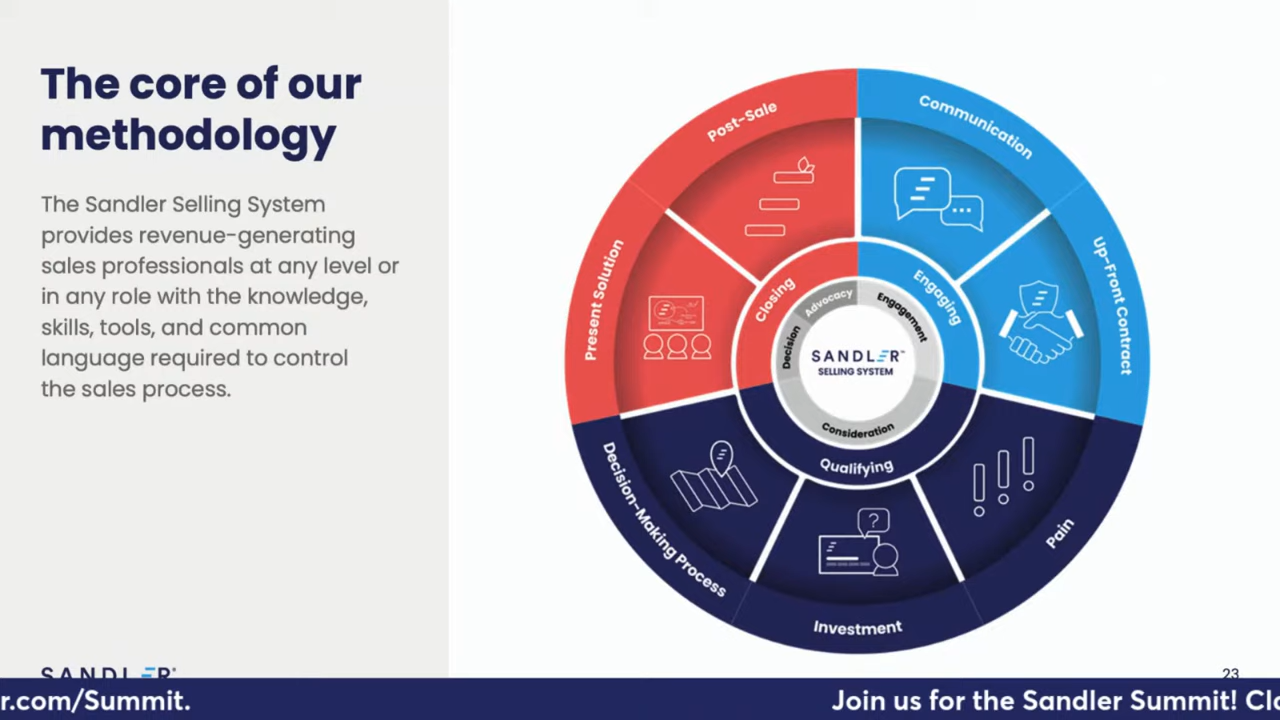 The core of our
methodology
The Sandler Selling System
provides revenue-generating
sales professionals at any level or
in any role with the knowledge,
skills, tools, and common
language required to control
the sales process.
Post-Sale
Communication
Present Solution
Up-Front Contract
Closing
Engaging
Advocacy
Engagement
Decision
SANDLER™
SELLING SYSTEM
Consideration
Qualifying
Decision-Making Process
Pain
?
Investment
SANDLER®
23
r.com/Summit.
Join us for the Sandler Summit! Clo